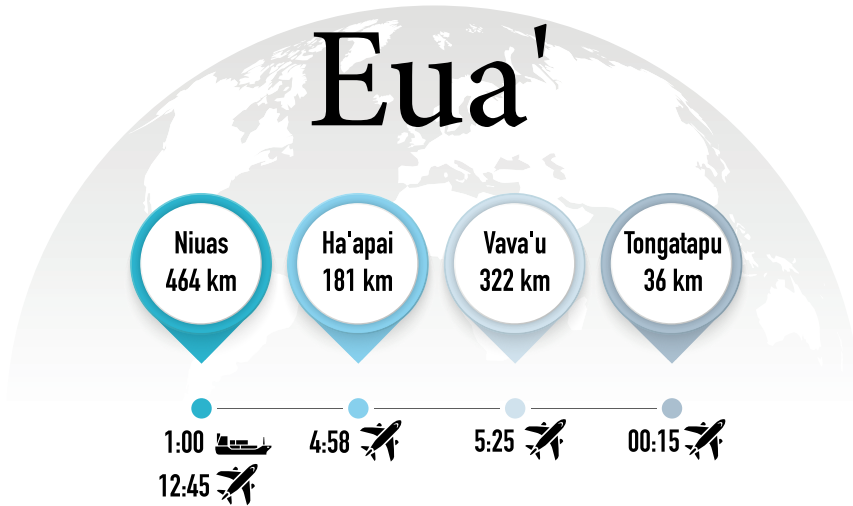 Eua'
Niuas
464 km
Ha'apai
181 km
Vava'u
322 km
Tongatapu
36 km
1:00
12:45
4:58
5:25
00:15